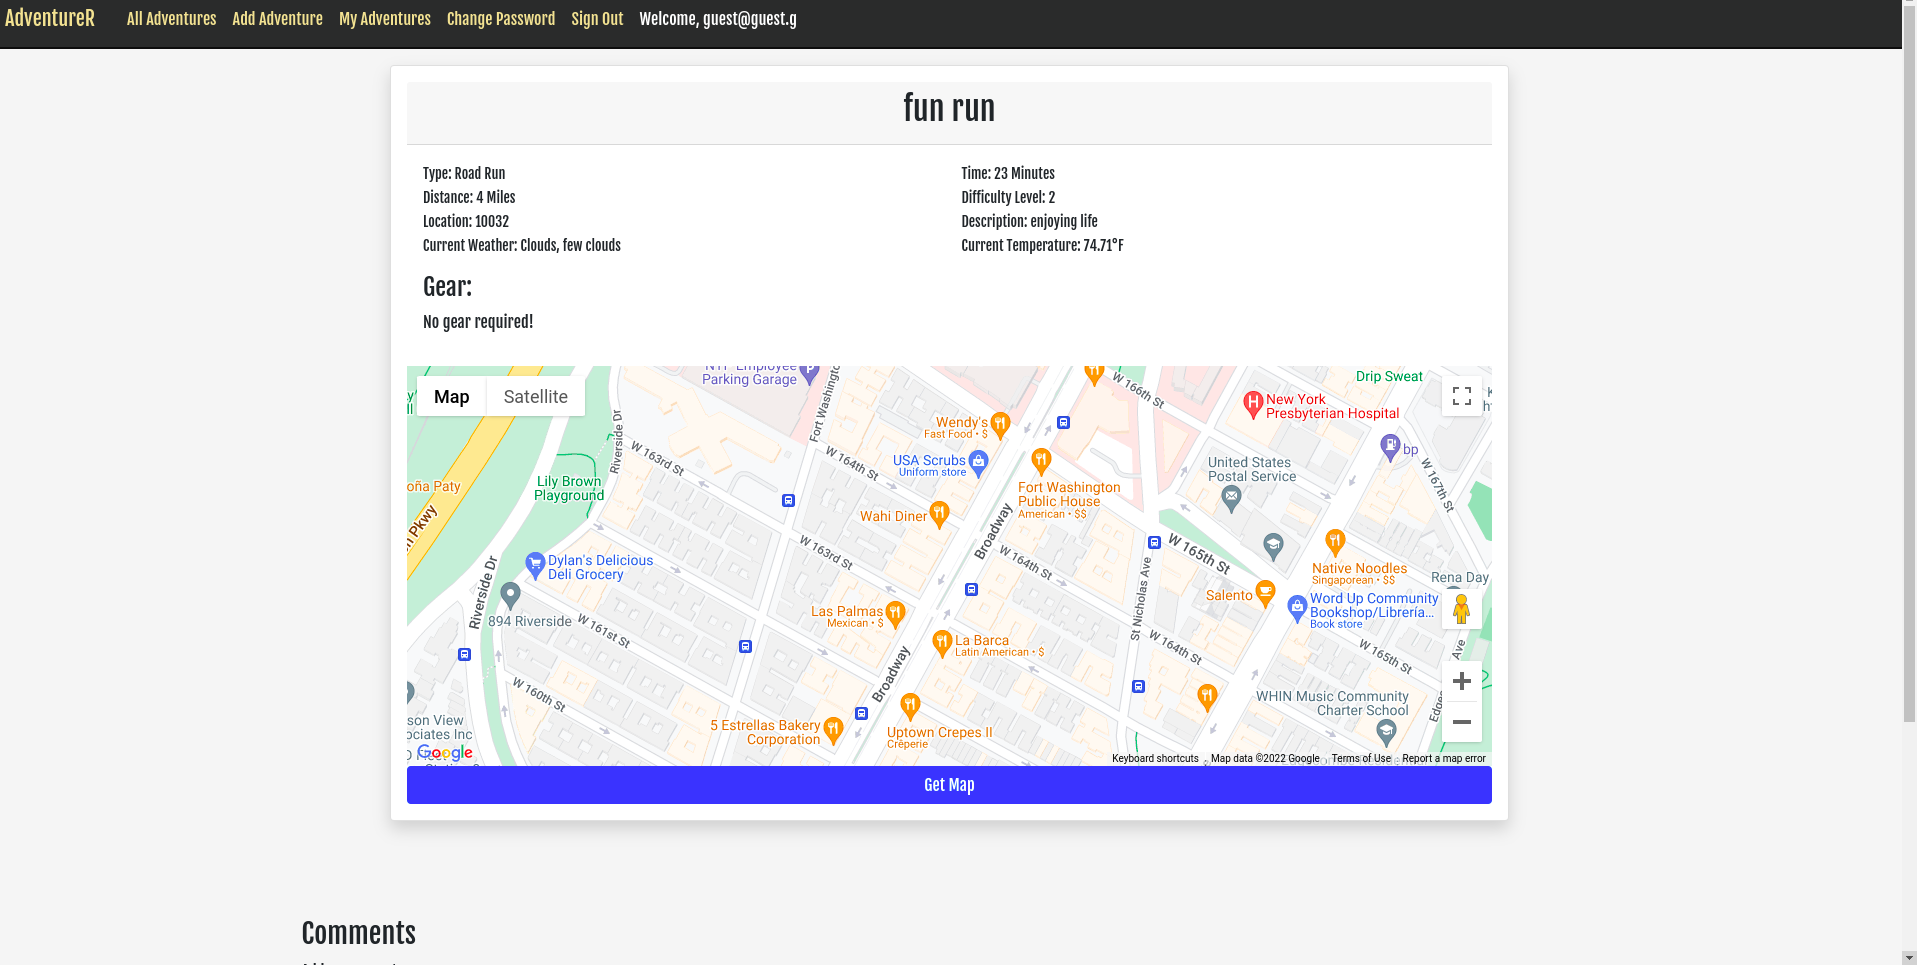 AdventureR All Adventures Add Adventure My Adventures Change Password Sign Out Welcome, guest@guest.g
fun run
Type: Road Run
Distance: 4 Miles
Location: 10032
Current Weather: Clouds, few clouds
Time: 23 Minutes
Difficulty Level: 2
Description: enjoying life
Current Temperature: 74.71°F
Gear:
No gear required!
Map Satellite
Employee
Parking Garage
Fort Washington
W 166th St
Drip Sweat
New York
Presbyterian Hospital
Riverside Dr
W 163rd St
Wendy's
Fast Food • $
USA Scrubs
Uniform store
W 164th St
Fort Washington
Public House
American • $$
United States
Postal Service
bp
W 167th St
Lily Brown
Playground
oña Paty
Pkwy
Wahi Diner
Broadway
W 163rd St
W 164th St
W 165th St
Dylan's Delicious
Deli Grocery
Riverside Dr
894 Riverside
W 161st St
Las Palmas
Mexican • $
La Barca
Latin American • $
St Nicholas Ave
W 164th St
Native Noodles
Singaporean • $$
Rena Day
Salento
Word Up Community
Bookshop/Librería...
Book store
W 165th St
Ave
W 160th St
Broadway
WHIN Music Community
Charter School
son View
ociates Inc
5 Estrellas Bakery
Corporation
Uptown Crepes II
Crêperie
Google
Keyboard shortcuts Map data ©2022 Google Terms of Use Report a map error
Get Map
Comments